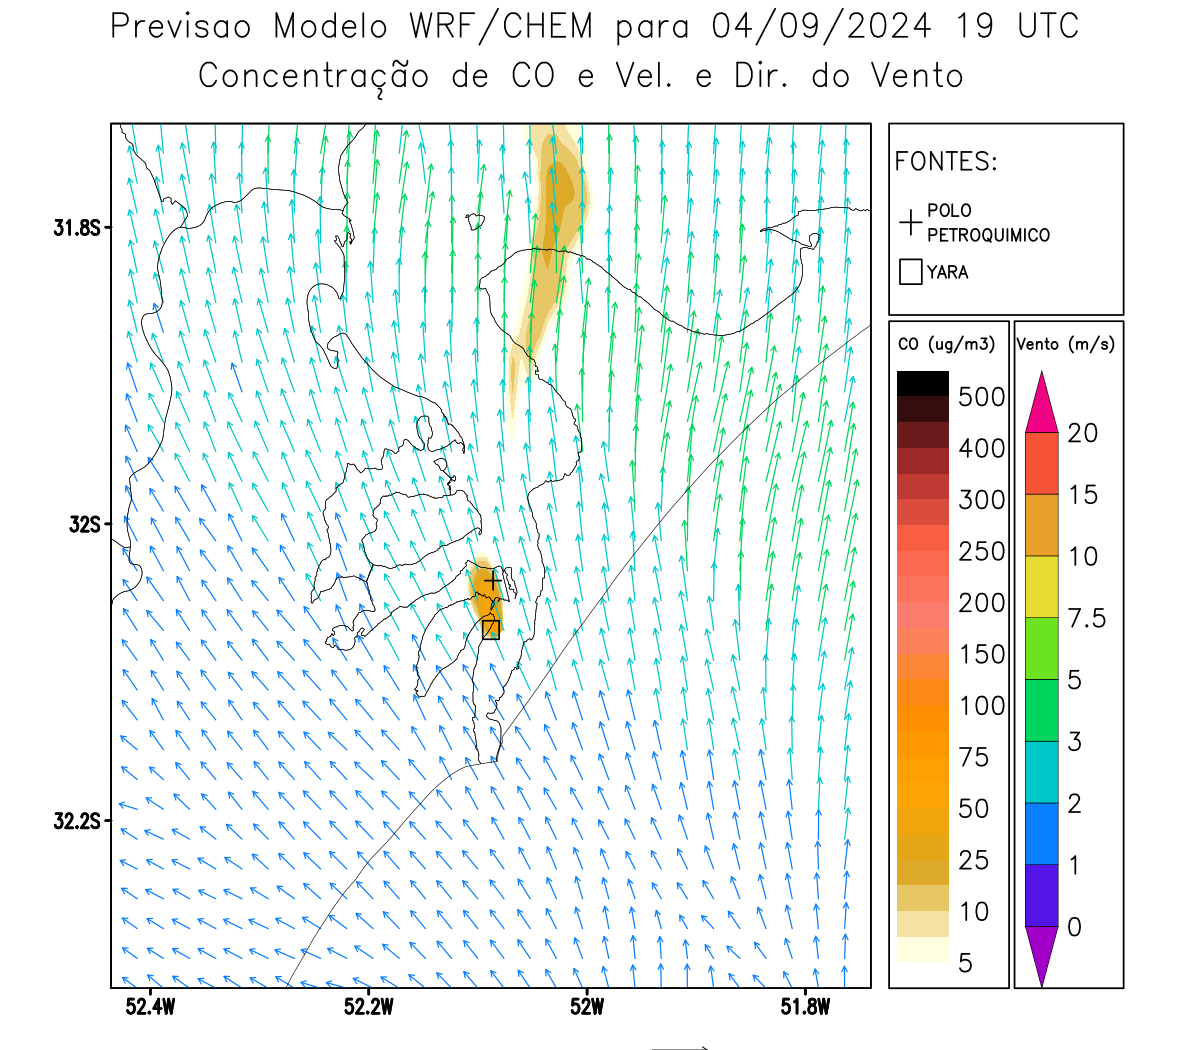 Previsao Modelo WRF/CHEM para 04/09/2024 19 UTC
Concentração de CO e Vel. e Dir. do Vento
FONTES:
POLO
PETROQUIMICO
YARA
CO (ug/m3)
500
400
300
250
200
150
100
75
50
25
10
5
Vento (m/s)
20
15
10
7.5
5
3
2
1
0
31.8S
32S
32.2S
52.4W
52.2W
52W
51.8W